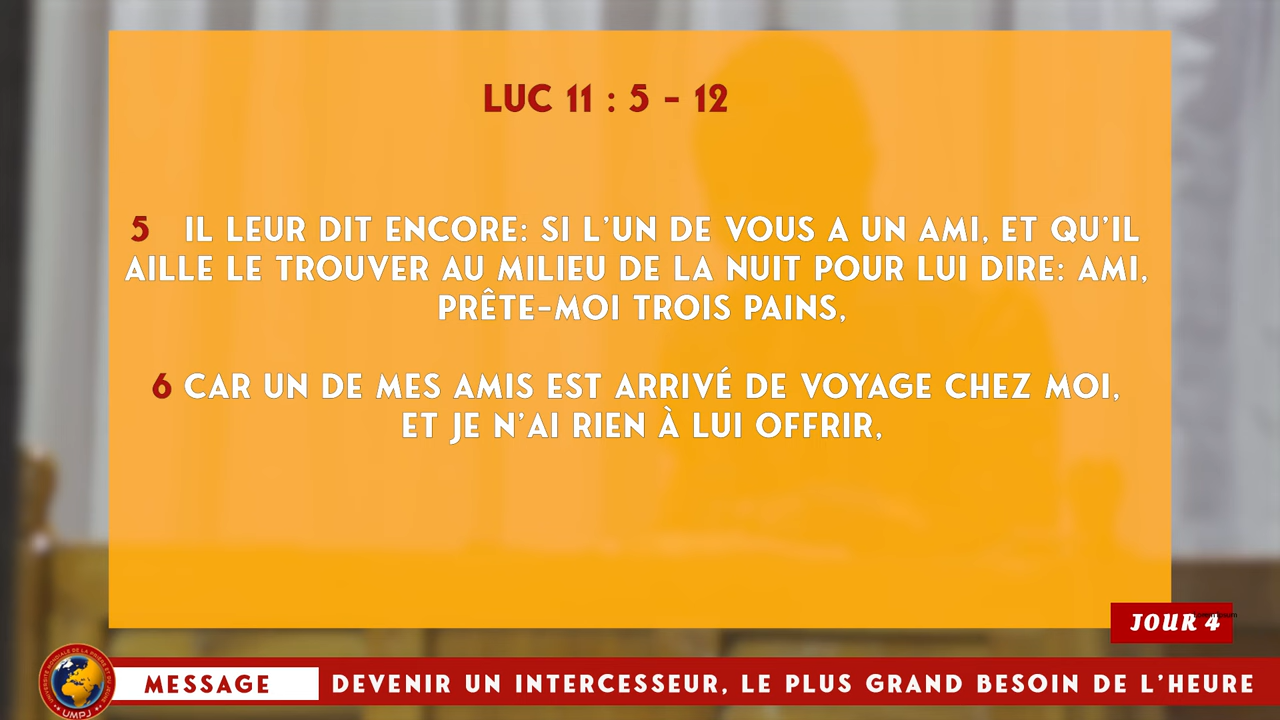 LUC 11 : 5 - 12
5 IL LEUR DIT ENCORE: SI L'UN DE VOUS A UN AMI, ET QU'IL
AILLE LE TROUVER AU MILIEU DE LA NUIT POUR LUI DIRE: AMI,
PRÊTE-MOI TROIS PAINS,
6 CAR UN DE MES AMIS EST ARRIVÉ DE VOYAGE CHEZ MOI,
ET JE N'AI RIEN À LUI OFFRIR,
JOUR 4
UMPJ
MESSAGE
DEVENIR UN INTERCESSEUR, LE PLUS GRAND BESOIN DE L'HEURE